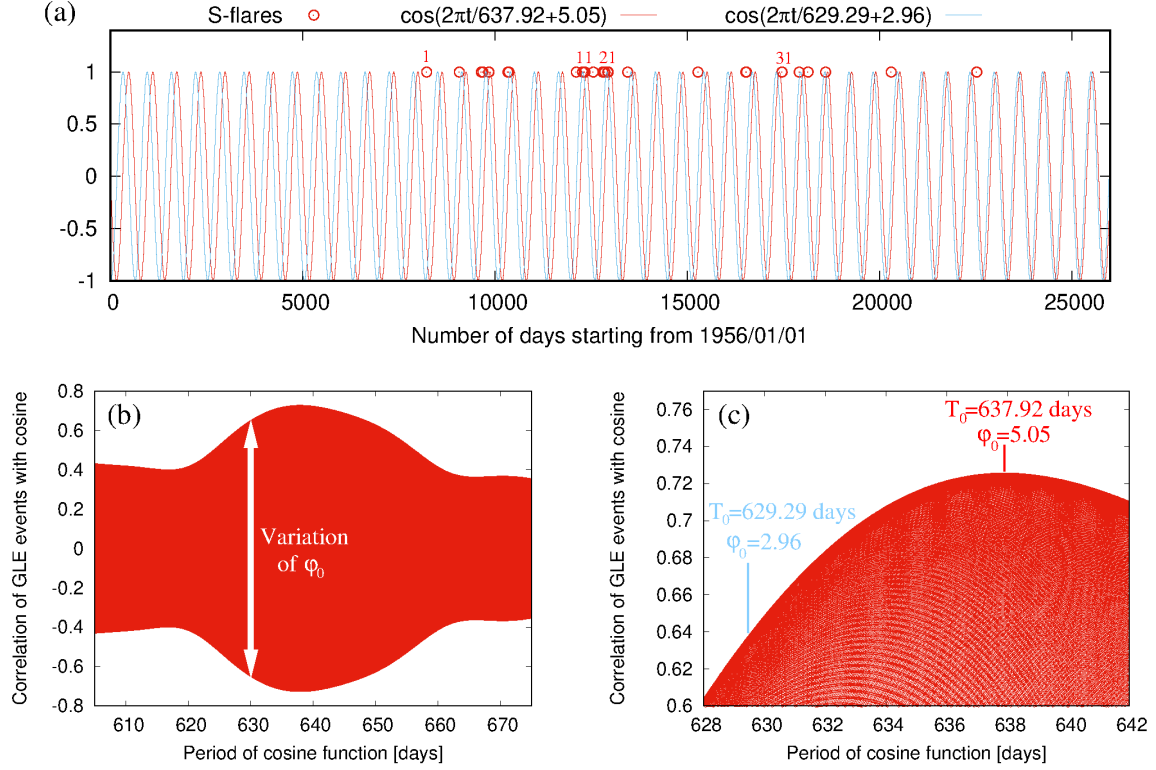 (a)
S-flares
cos(2πt/637.92+5.05)
cos(2πt/629.29+2.96)
1
11
21
31
1
0.5
0
-0.5
-1
0
5000
10000
15000
20000
25000
Number of days starting from 1956/01/01
(b)
Correlation of GLE events with cosine
0.8
0.6
0.4
0.2
0
-0.2
-0.4
-0.6
-0.8
Variation
of φ₀
610
620
630
640
650
660
670
Period of cosine function [days]
(c)
Correlation of GLE events with cosine
0.76
0.74
0.72
0.7
0.68
0.66
0.64
0.62
0.6
T₀=637.92 days
φ₀=5.05
T₀=629.29 days
φ₀=2.96
628
630
632
634
636
638
640
642
Period of cosine function [days]